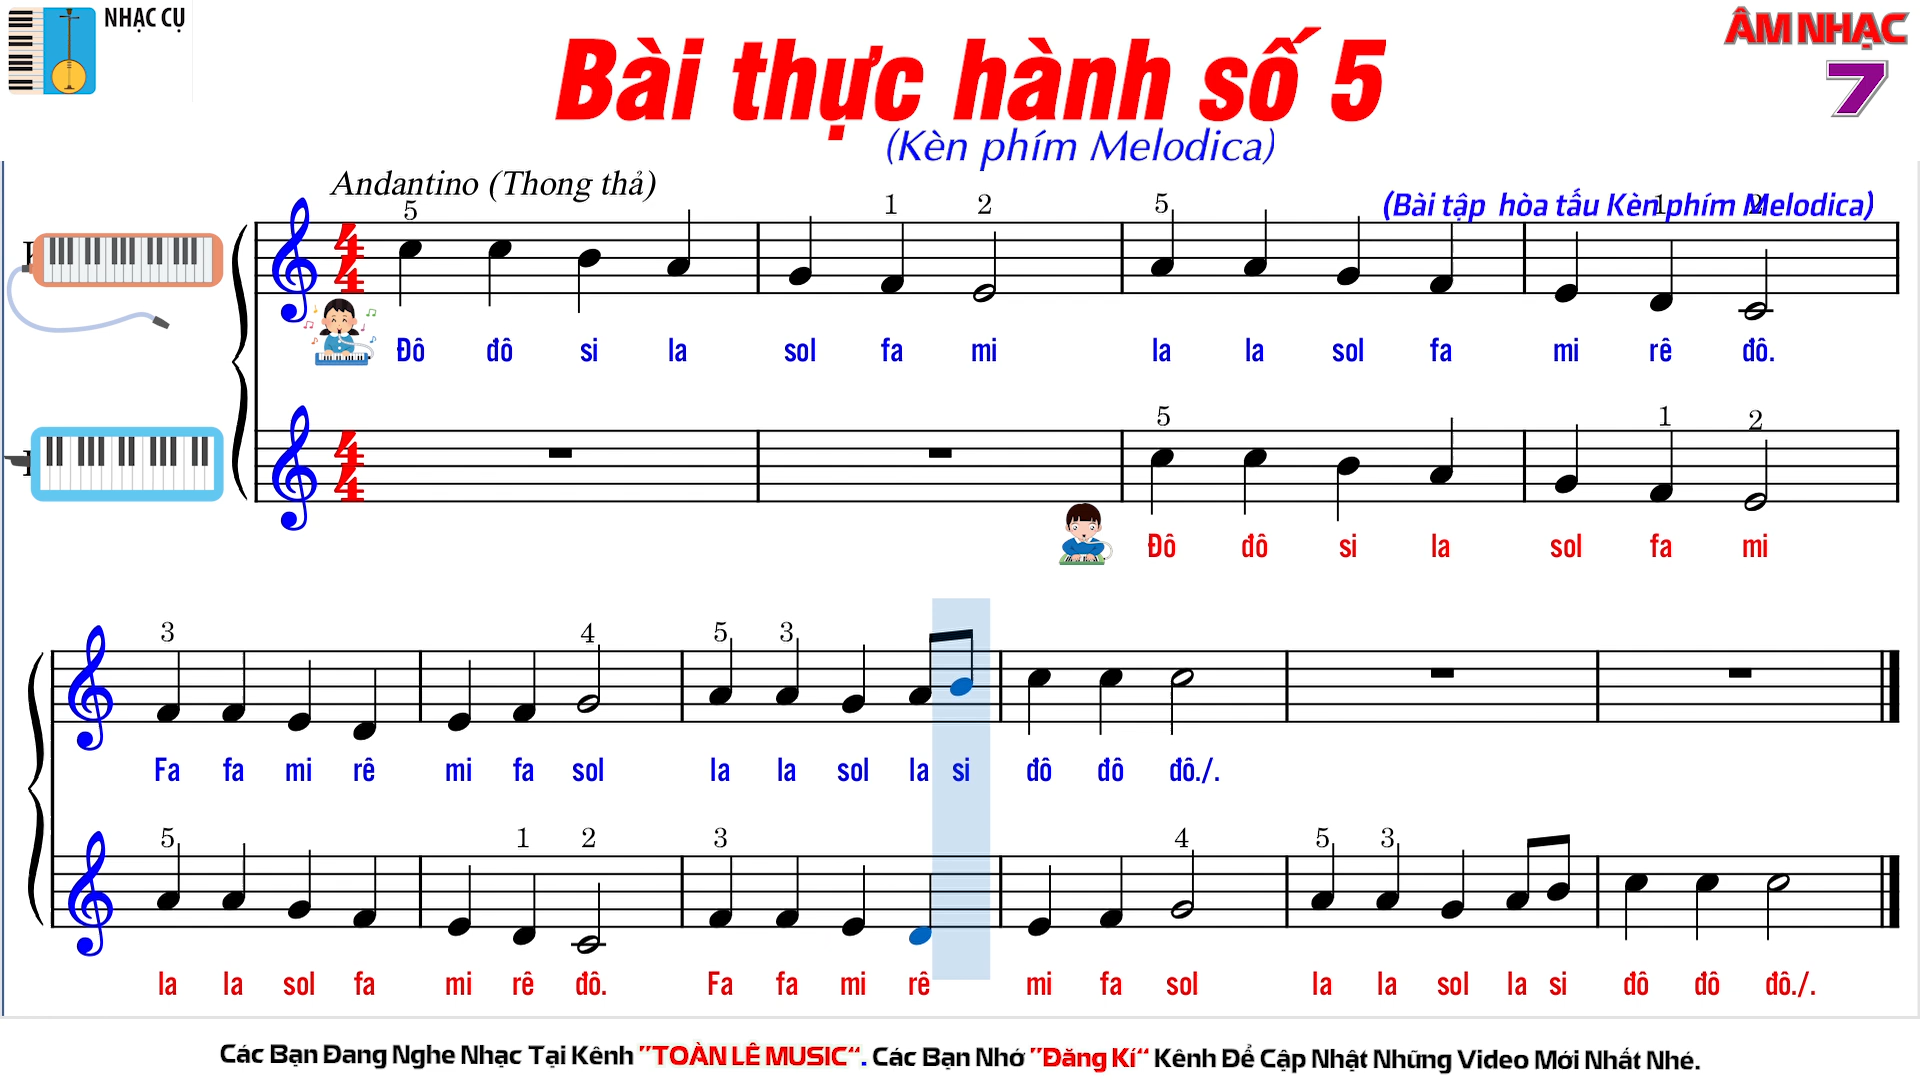 NHẠC CỤ
ÂM NHẠC
7
Bài thực hành số 5
(Kèn phím Melodica)
Andantino (Thong thả)
(Bài tập hòa tấu Kèn phím Melodica)
5 1 2 5 1 2
4
4
Đô đô si la sol fa mi la la sol fa mi rê đô.
5 1 2
4
4
Đô đô si la sol fa mi
3 4 5 3
Fa fa mi rê mi fa sol la la sol la si đô đô đô./.
5 1 2 3 4 5 3
la la sol fa mi rê đô. Fa fa mi rê mi fa sol la la sol la si đô đô đô./.
Các Bạn Đang Nghe Nhạc Tại Kênh "TOÀN LÊ MUSIC". Các Bạn Nhớ "Đăng Kí" Kênh Để Cập Nhật Những Video Mới Nhất Nhé.